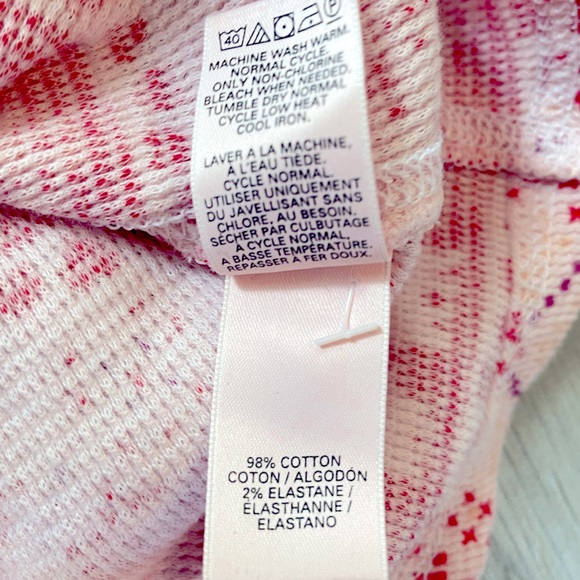 40 P
MACHINE WASH WARM.
NORMAL CYCLE.
ONLY NON-CHLORINE
BLEACH WHEN NEEDED.
TUMBLE DRY NORMAL
CYCLE LOW HEAT
COOL IRON.
LAVER A LA MACHINE,
A L'EAU TIÈDE.
CYCLE NORMAL.
UTILISER UNIQUEMENT
DU JAVELLISANT SANS
CHLORE, AU BESOIN.
SÉCHER PAR CULBUTAGE
A CYCLE NORMAL.
A BASSE TEMPÉRATURE.
REPASSER A FER DOUX.
98% COTTON
COTON / ALGODÓN
2% ELASTANE /
ÉLASTHANNE /
ELASTANO